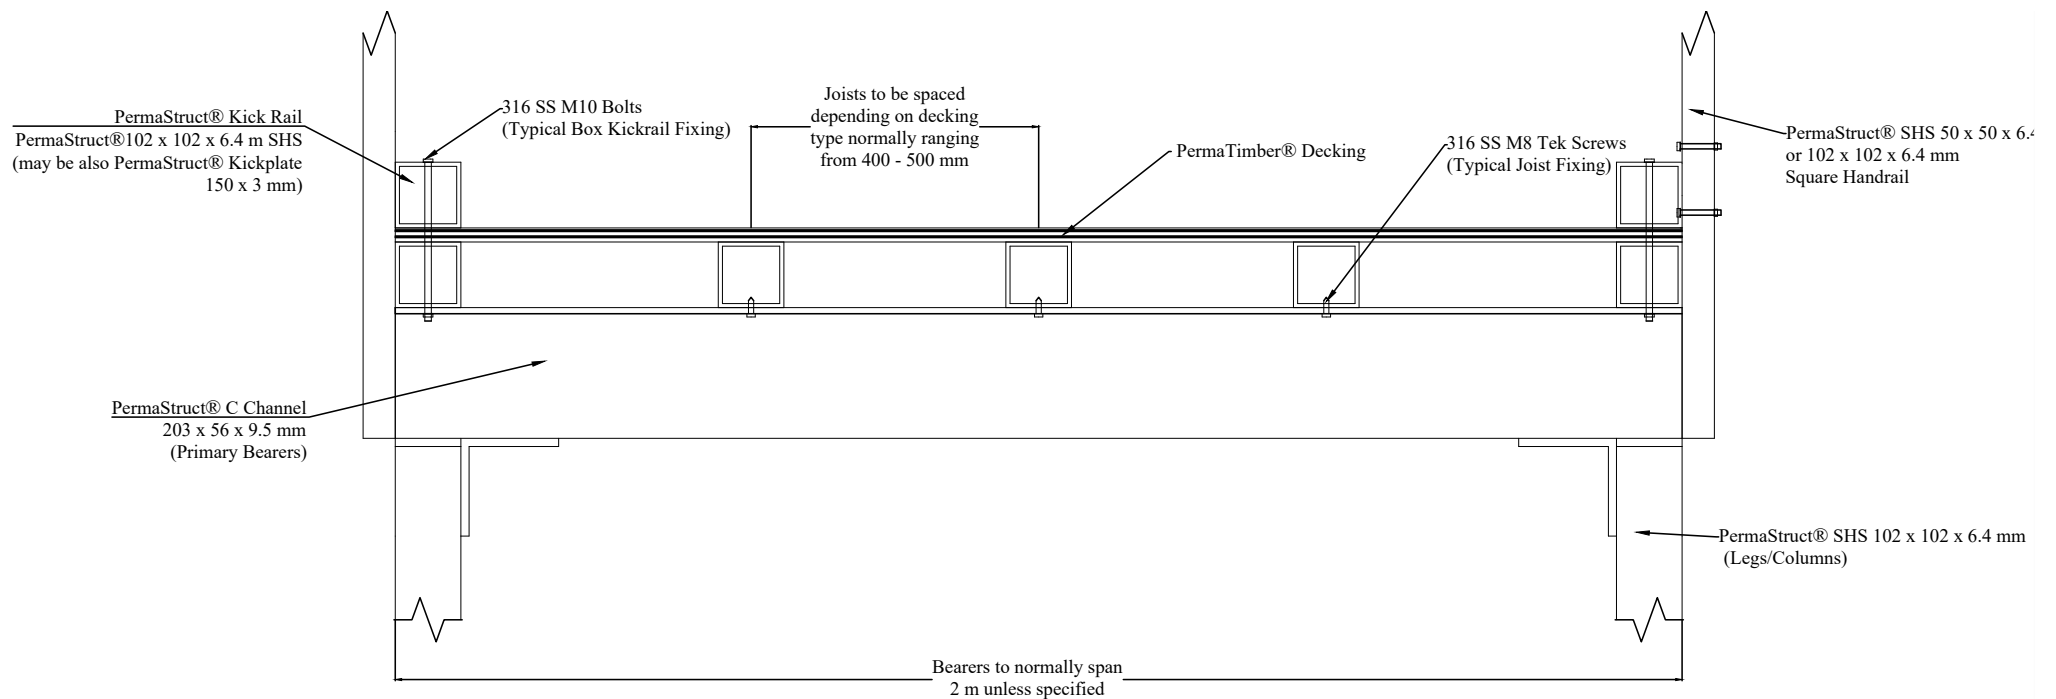 PermaStruct® Kick Rail
PermaStruct®102 x 102 x 6.4 m SHS
(may be also PermaStruct® Kickplate
150 x 3 mm)
316 SS M10 Bolts
(Typical Box Kickrail Fixing)
Joists to be spaced
depending on decking
type normally ranging
from 400 - 500 mm
PermaTimber® Decking
316 SS M8 Tek Screws
(Typical Joist Fixing)
PermaStruct® SHS 50 x 50 x 6.4
or 102 x 102 x 6.4 mm
Square Handrail
PermaStruct® C Channel
203 x 56 x 9.5 mm
(Primary Bearers)
PermaStruct® SHS 102 x 102 x 6.4 mm
(Legs/Columns)
Bearers to normally span
2 m unless specified